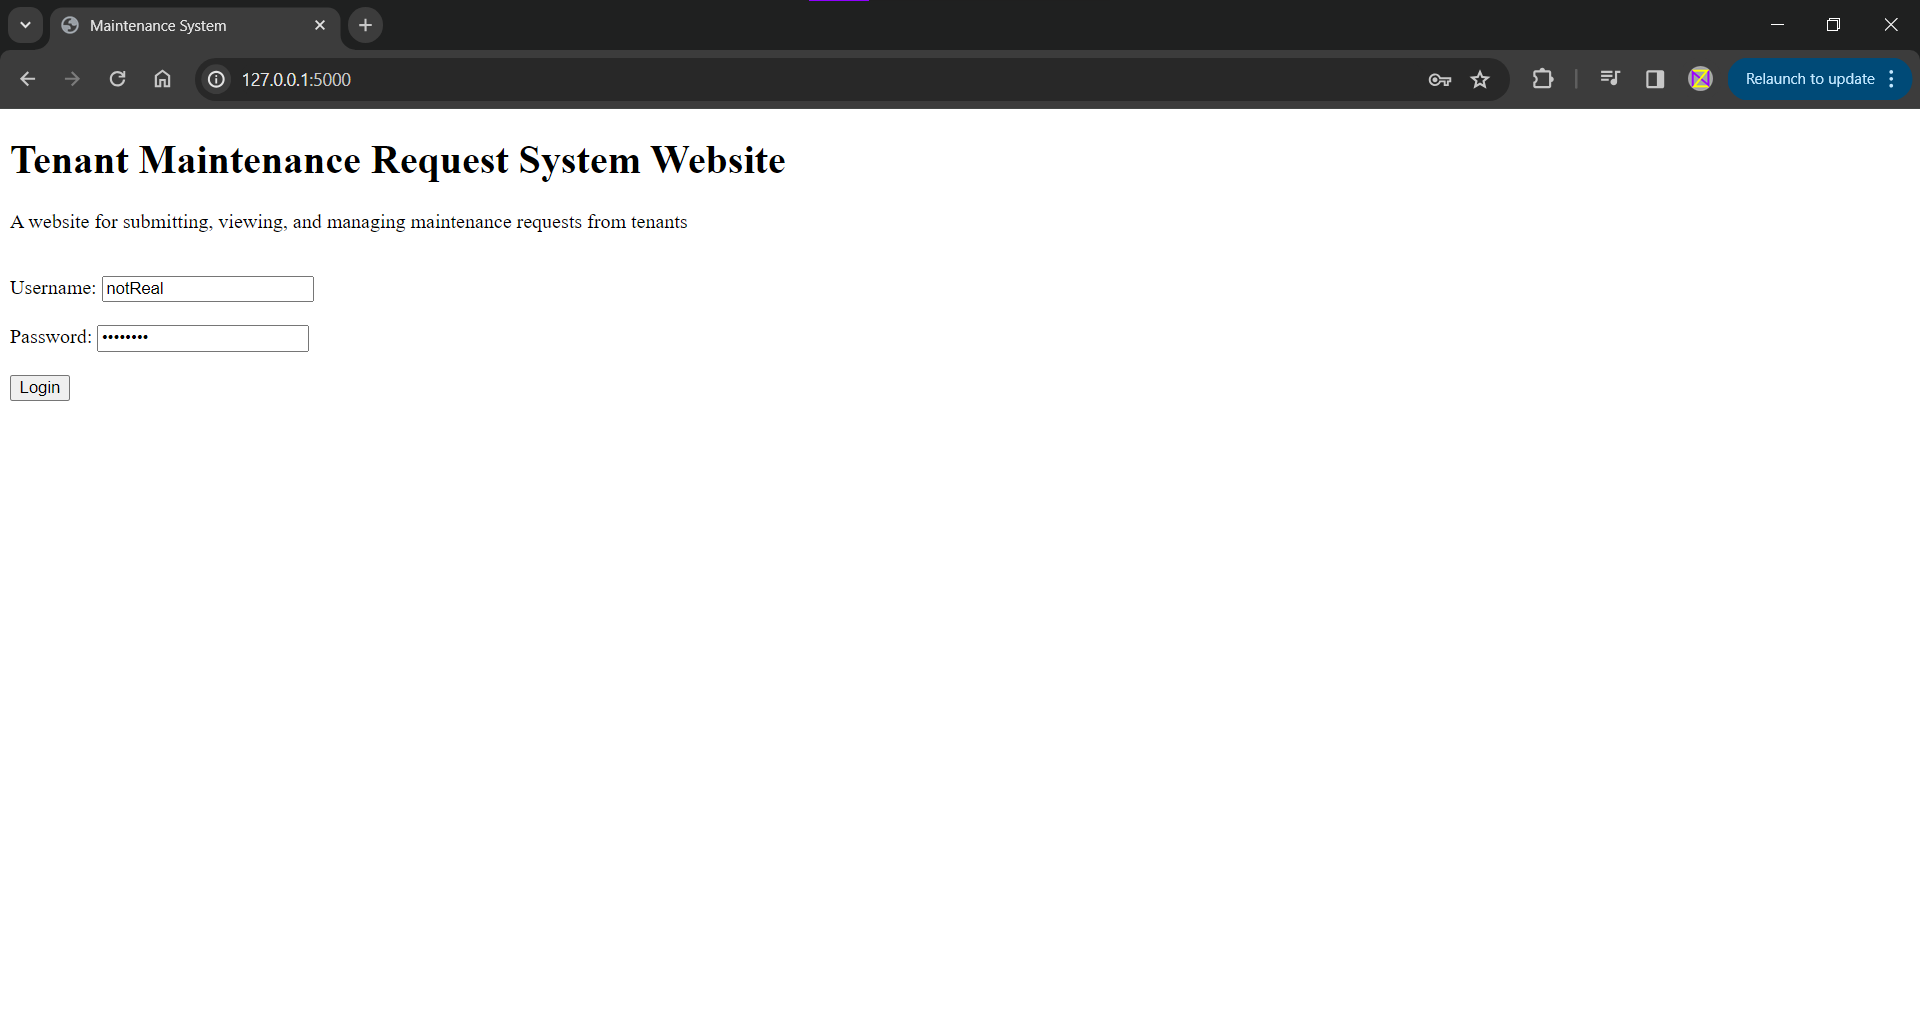 Maintenance System
127.0.0.1:5000
Relaunch to update
Tenant Maintenance Request System Website
A website for submitting, viewing, and managing maintenance requests from tenants
Username: notReal
Password: ••••••••
Login